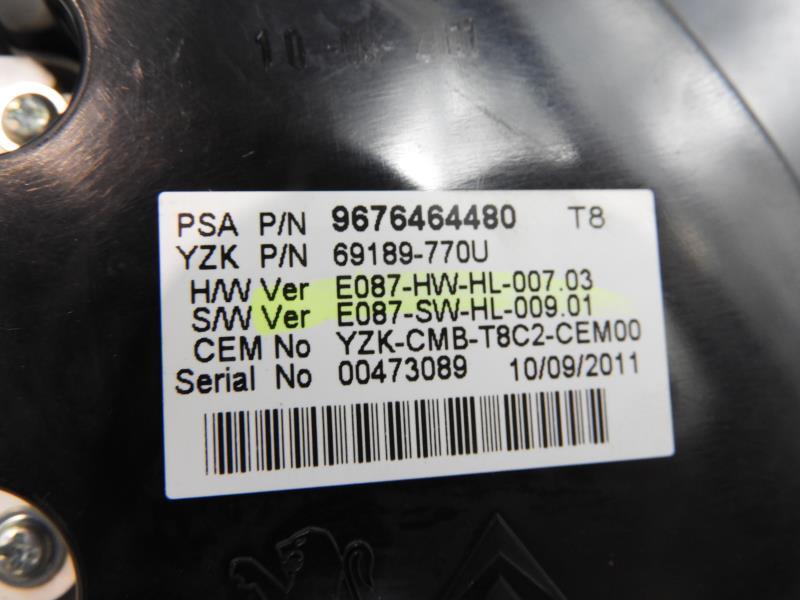 PSA P/N 9676464480 T8
YZK P/N 69189-770U
H/W Ver E087-HW-HL-007.03
S/W Ver E087-SW-HL-009.01
CEM No YZK-CMB-T8C2-CEM00
Serial No 00473089 10/09/2011